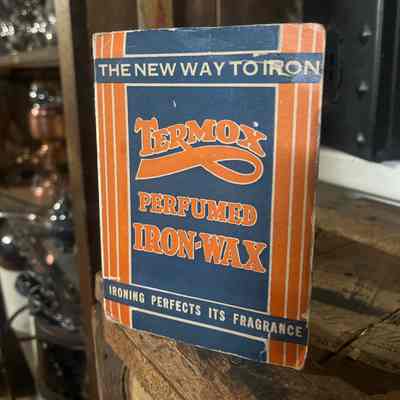 THE NEW WAY TO IRON
TERMOX
PERFUMED
IRON-WAX
IRONING PERFECTS ITS FRAGRANCE